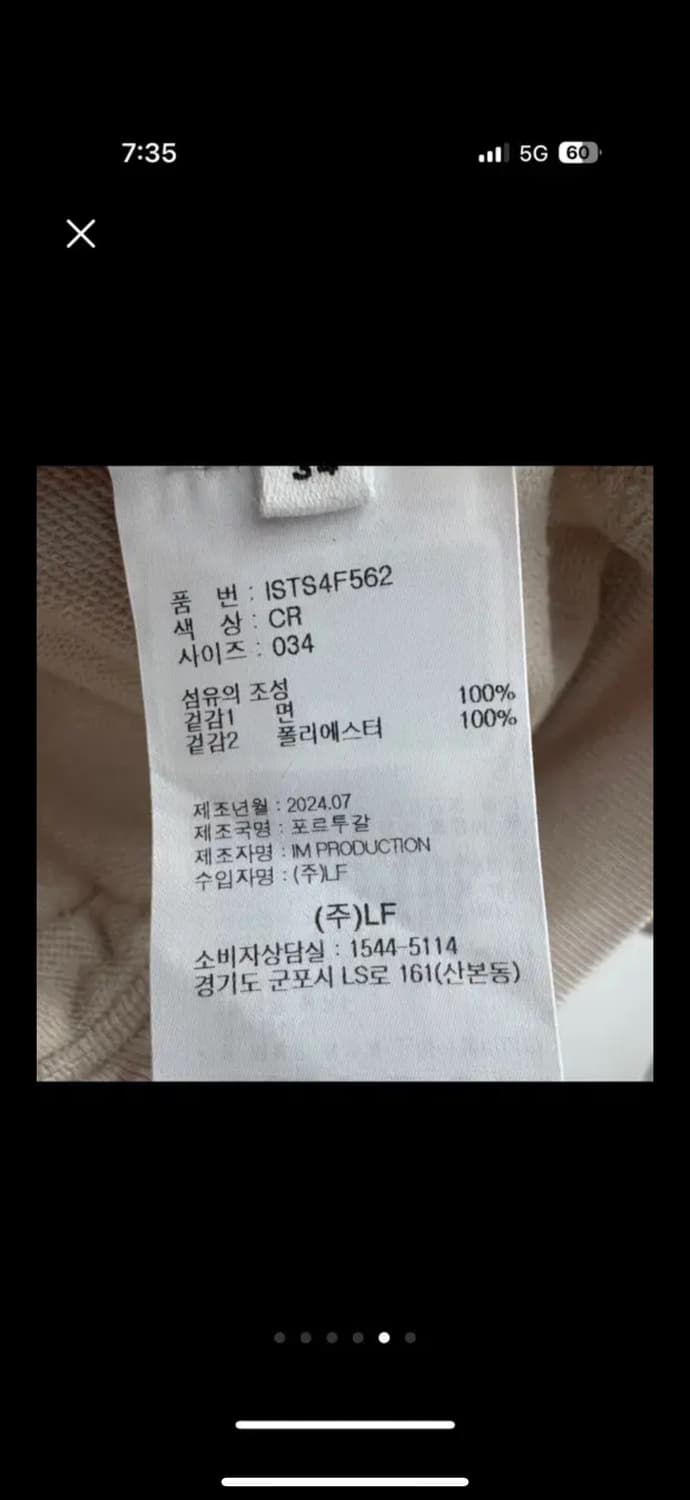 7:35
5G 60
34
품 번 : ISTS4F562
색 상 : CR
사이즈 : 034
섬유의 조성
겉감1 면 100%
겉감2 폴리에스터 100%
제조년월 : 2024.07
제조국명 : 포르투갈
제조자명 : IM PRODUCTION
수입자명 : (주)LF
(주)LF
소비자상담실 : 1544-5114
경기도 군포시 LS로 161(산본동)